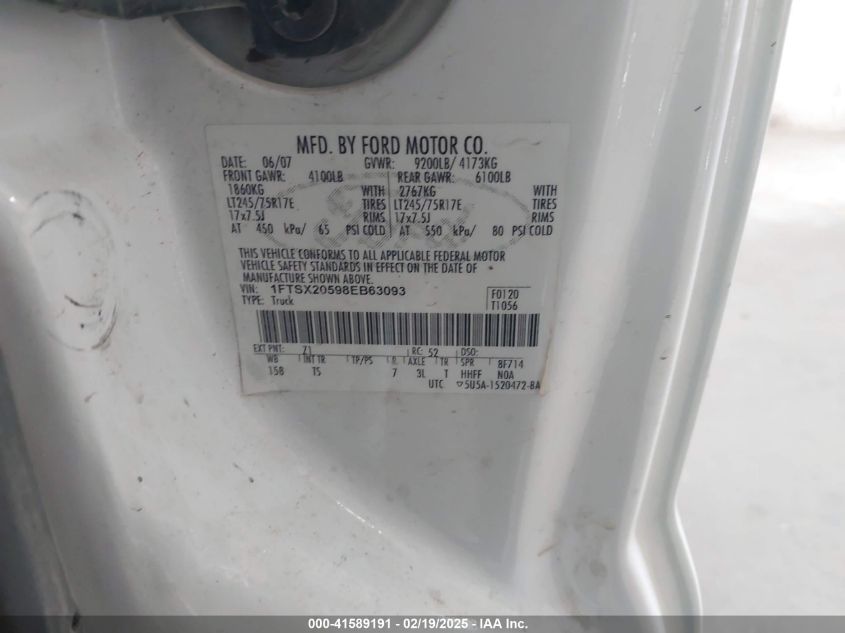 MFD. BY FORD MOTOR CO.
DATE: 06/07 GVWR: 9200LB/ 4173KG
FRONT GAWR: 4100LB REAR GAWR: 6100LB
1860KG WITH 2767KG WITH
LT245/75R17E TIRES LT245/75R17E TIRES
17x7.5J RIMS 17x7.5J RIMS
AT 450 kPa/ 65 PSI COLD AT 550 kPa/ 80 PSI COLD
THIS VEHICLE CONFORMS TO ALL APPLICABLE FEDERAL MOTOR
VEHICLE SAFETY STANDARDS IN EFFECT ON THE DATE OF
MANUFACTURE SHOWN ABOVE.
VIN: 1FTSX20598EB63093 F0120
TYPE: Truck T1056
EXT PNT: Z1 RC: 52 DSO:
WB INT TR TP/PS R AXLE TR SPR 8F714
158 TS 7 3L T HHFF N0A
UTC 5U5A-1520472-BA
000-41589191 - 02/19/2025 - IAA Inc.